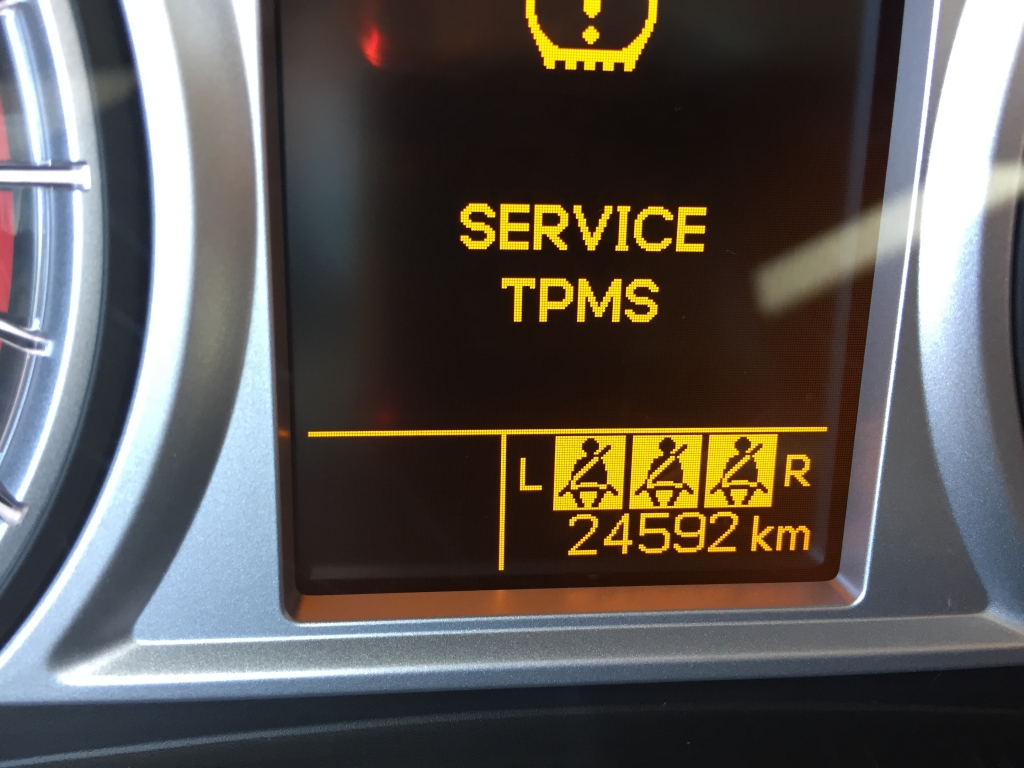 SERVICE
TPMS
L R
24592 km